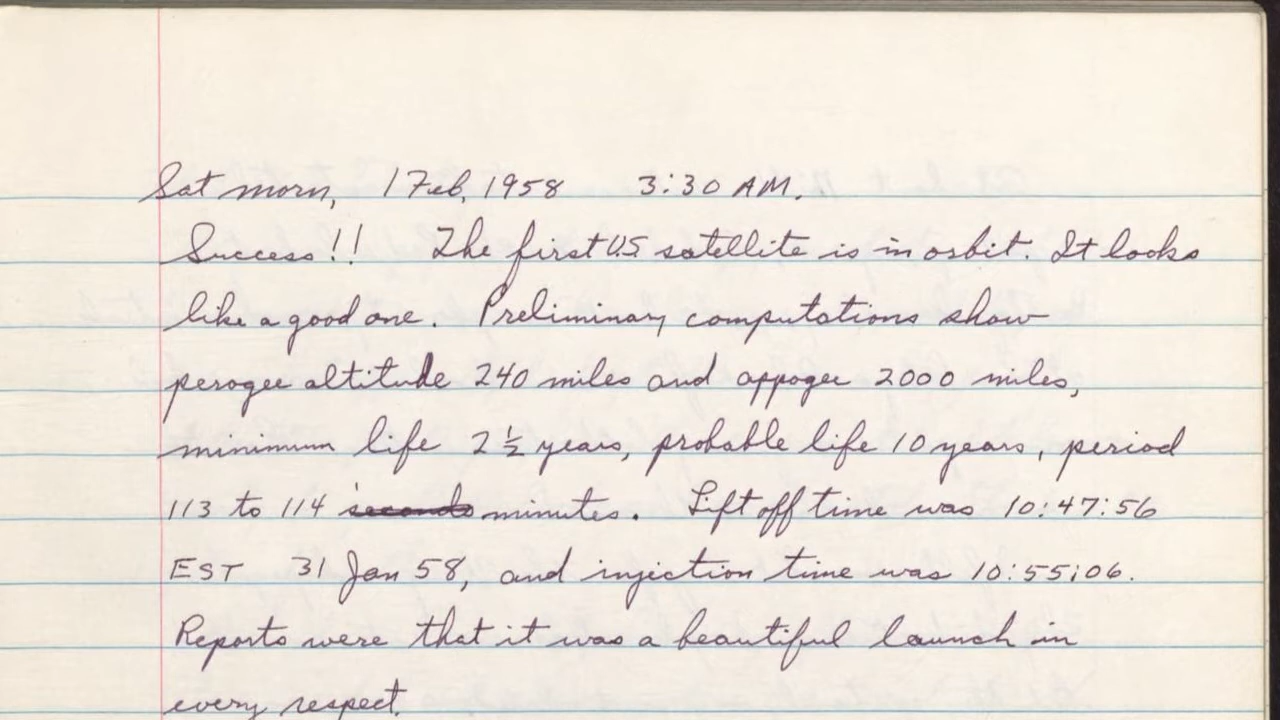 Sat morn, 1 Feb, 1958 3:30 AM.
Success!! The first US satellite is in orbit. It looks
like a good one. Preliminary computations show
perogee altitude 240 miles and appogee 2000 miles,
minimum life 2½ years, probable life 10 years, period
113 to 114 ~~seconds~~ minutes. Lift off time was 10:47:56
EST 31 Jan 58, and injection time was 10:55:06.
Reports were that it was a beautiful launch in
every respect.